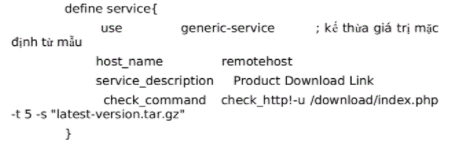 define service{
use generic-service ; kế thừa giá trị mặc
định từ mẫu
host_name remotehost
service_description Product Download Link
check_command check_http!-u /download/index.php
-t 5 -s "latest-version.tar.gz"
}